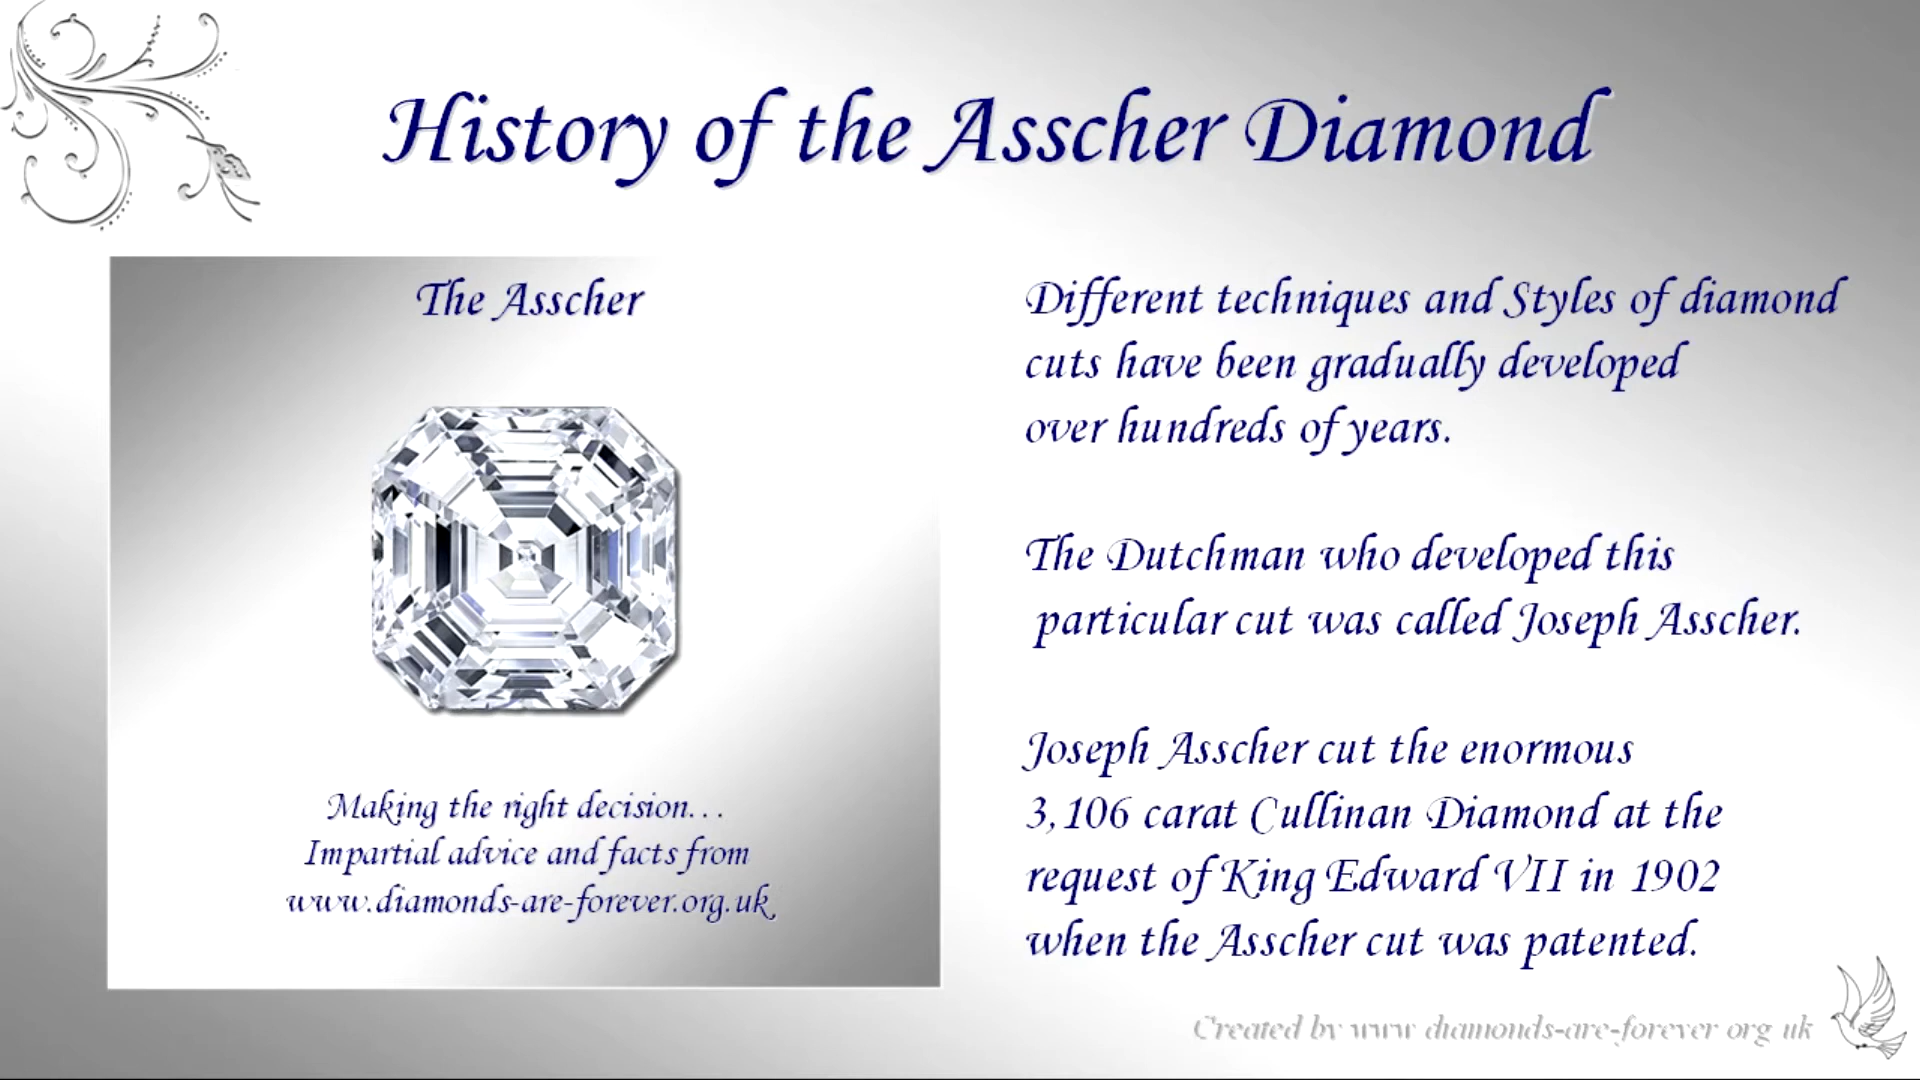 History of the Asscher Diamond
The Asscher
Making the right decision...
Impartial advice and facts from
www.diamonds-are-forever.org.uk
Different techniques and Styles of diamond
cuts have been gradually developed
over hundreds of years.
The Dutchman who developed this
particular cut was called Joseph Asscher.
Joseph Asscher cut the enormous
3,106 carat Cullinan Diamond at the
request of King Edward VII in 1902
when the Asscher cut was patented.
Created by www diamonds-are-forever org uk